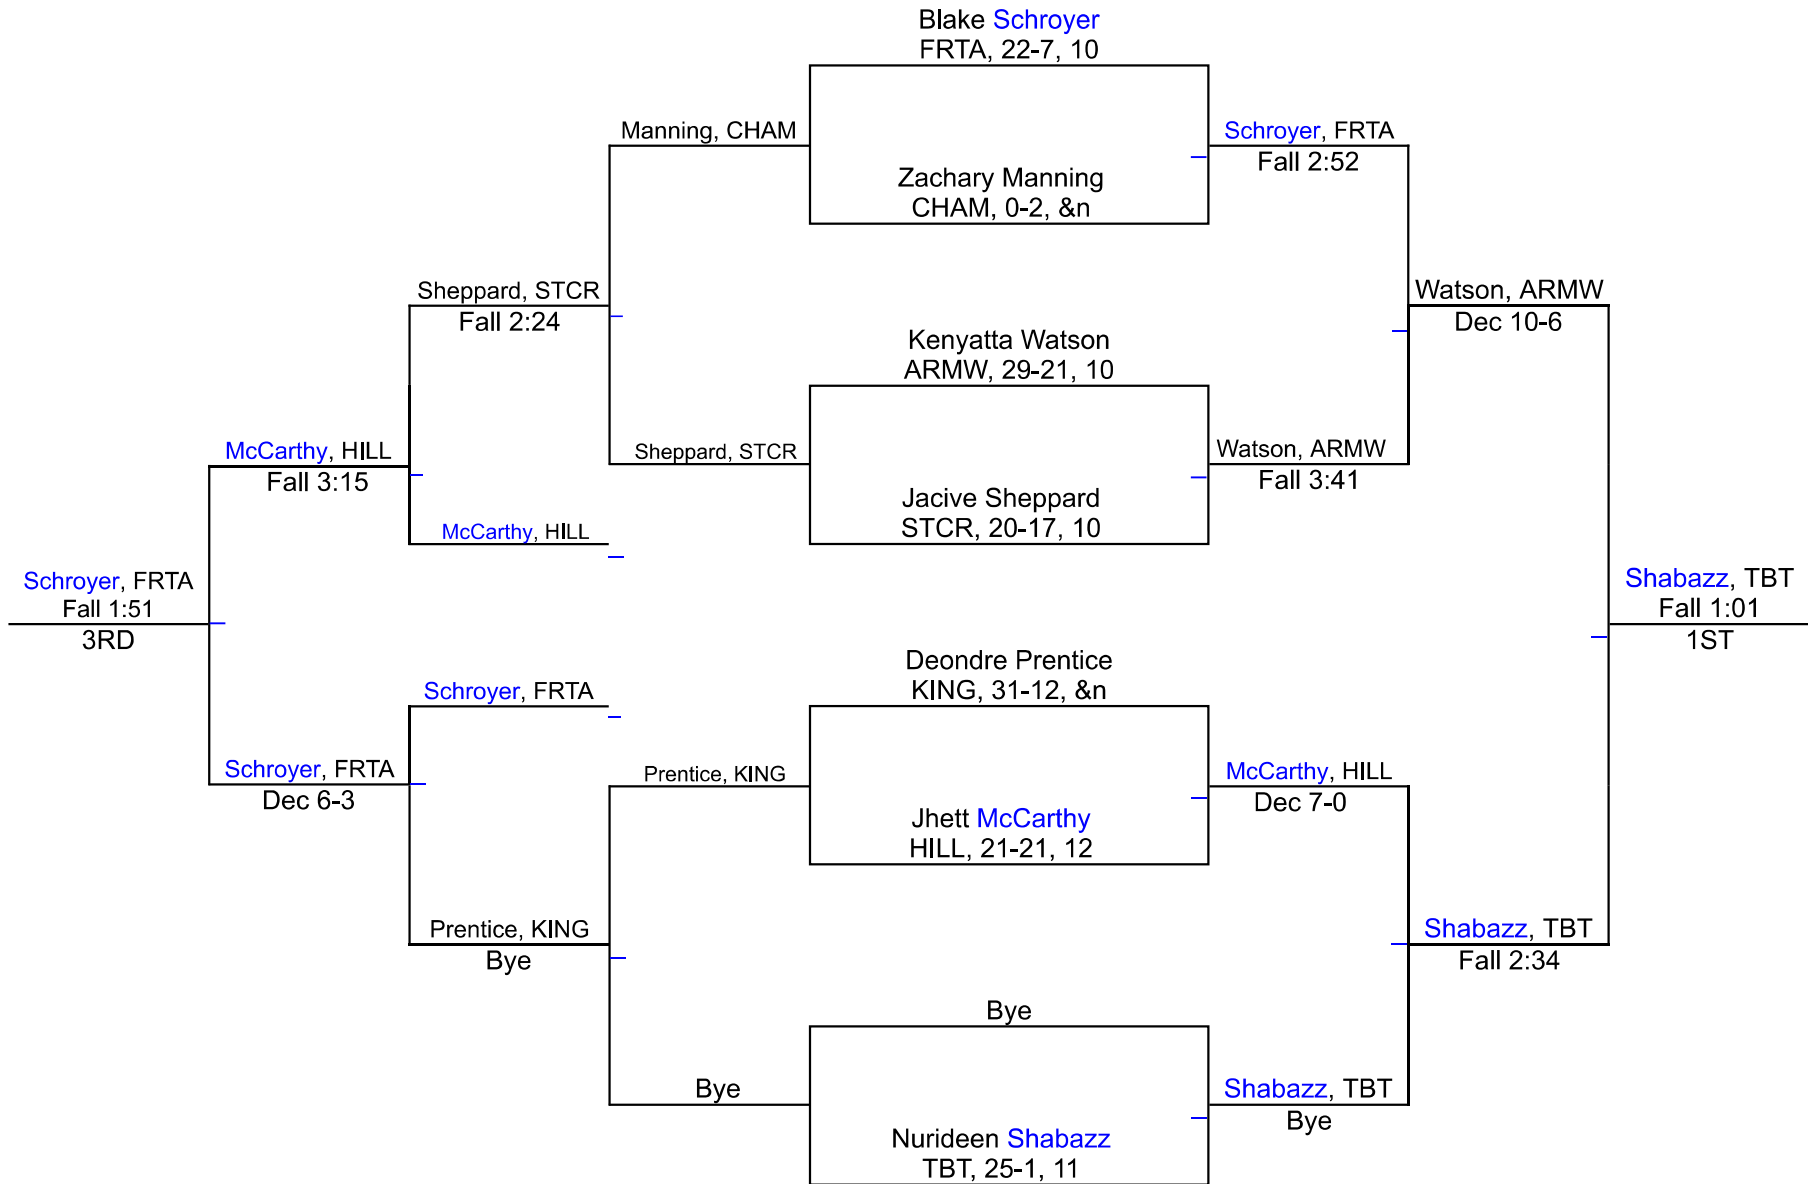 Blake Schroyer
FRTA, 22-7, 10
Manning, CHAM
Schroyer, FRTA
Fall 2:52
Zachary Manning
CHAM, 0-2, &n
Sheppard, STCR
Fall 2:24
Watson, ARMW
Dec 10-6
Kenyatta Watson
ARMW, 29-21, 10
McCarthy, HILL
Fall 3:15
Sheppard, STCR
Watson, ARMW
Fall 3:41
Jacive Sheppard
STCR, 20-17, 10
McCarthy, HILL
Schroyer, FRTA
Fall 1:51
3RD
Shabazz, TBT
Fall 1:01
1ST
Deondre Prentice
KING, 31-12, &n
Schroyer, FRTA
Schroyer, FRTA
Dec 6-3
Prentice, KING
McCarthy, HILL
Dec 7-0
Jhett McCarthy
HILL, 21-21, 12
Prentice, KING
Bye
Shabazz, TBT
Fall 2:34
Bye
Bye
Shabazz, TBT
Bye
Nurideen Shabazz
TBT, 25-1, 11